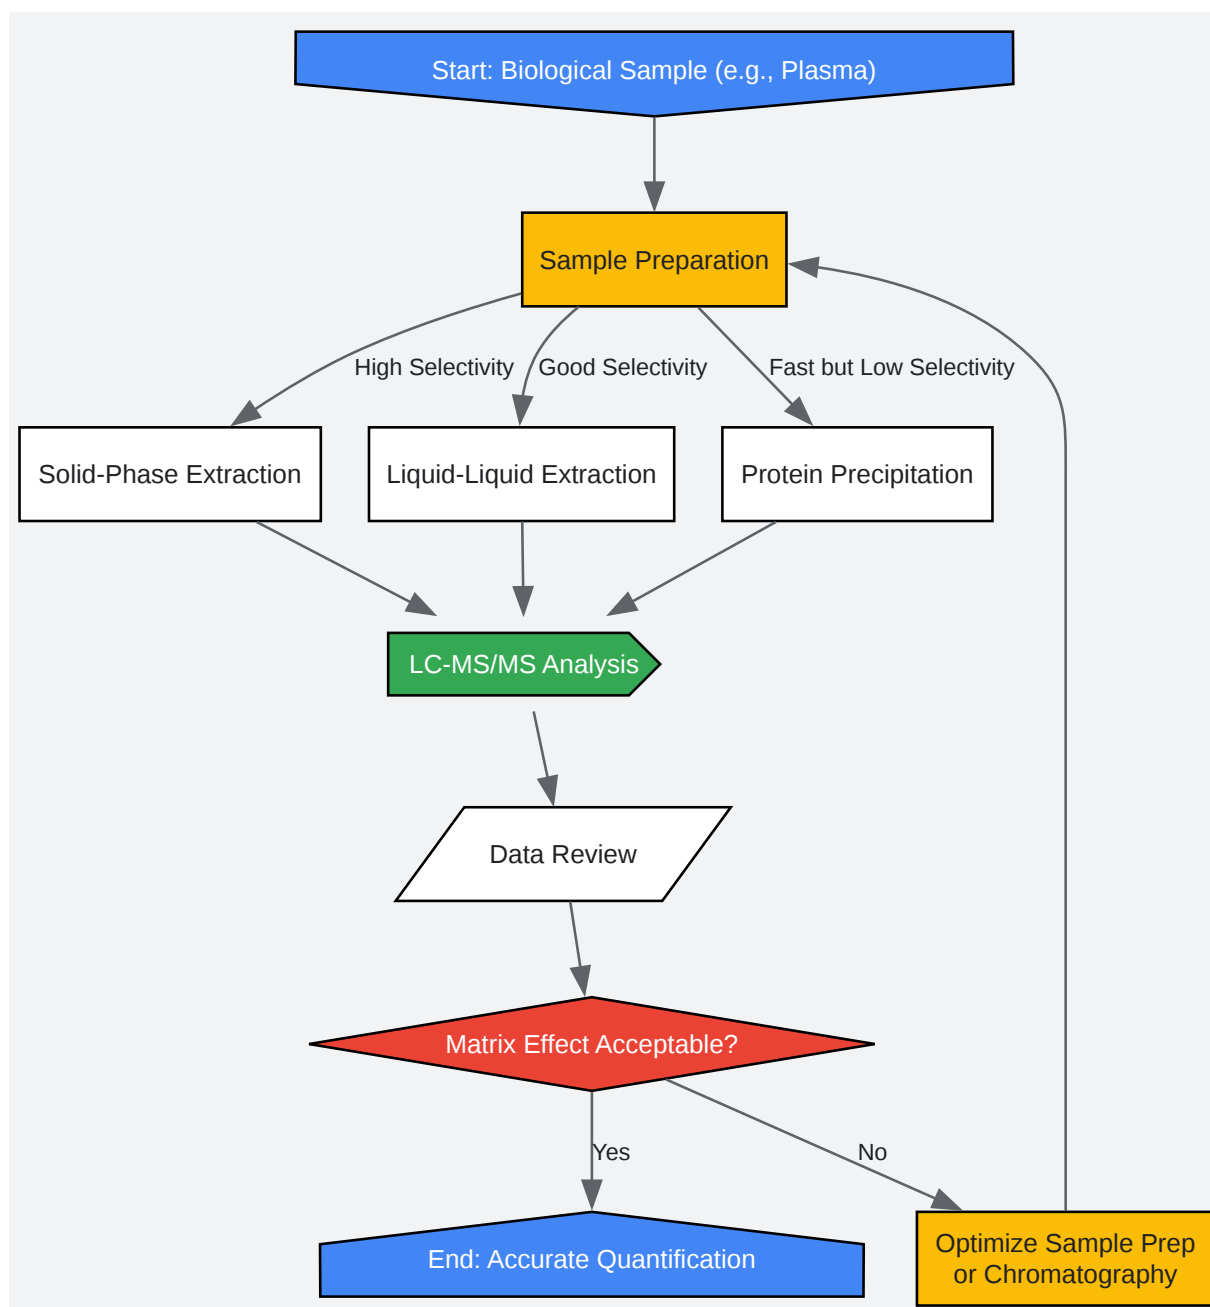 Start: Biological Sample (e.g., Plasma)
Sample Preparation
High Selectivity
Good Selectivity
Fast but Low Selectivity
Solid-Phase Extraction
Liquid-Liquid Extraction
Protein Precipitation
LC-MS/MS Analysis
Data Review
Matrix Effect Acceptable?
Yes
No
End: Accurate Quantification
Optimize Sample Prep
or Chromatography